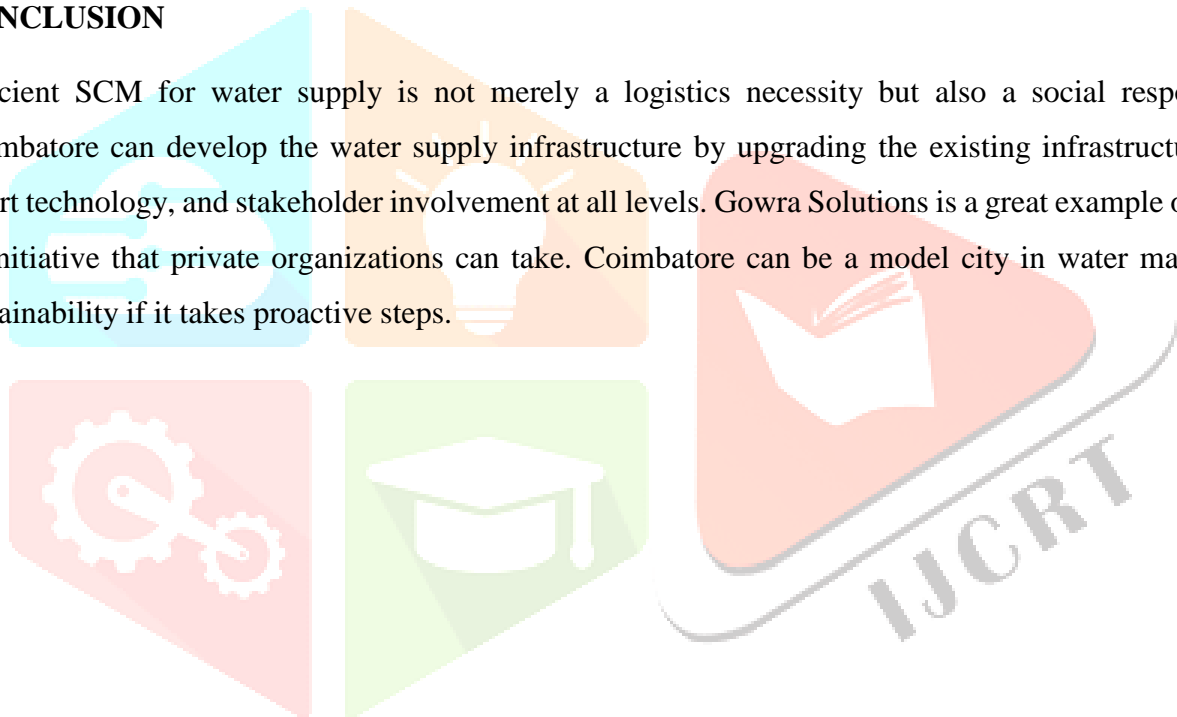 NCLUSION
cient SCM for water supply is not merely a logistics necessity but also a social respo
mbatore can develop the water supply infrastructure by upgrading the existing infrastructu
rt technology, and stakeholder involvement at all levels. Gowra Solutions is a great example o
nitiative that private organizations can take. Coimbatore can be a model city in water ma
ainability if it takes proactive steps.
IJCRT